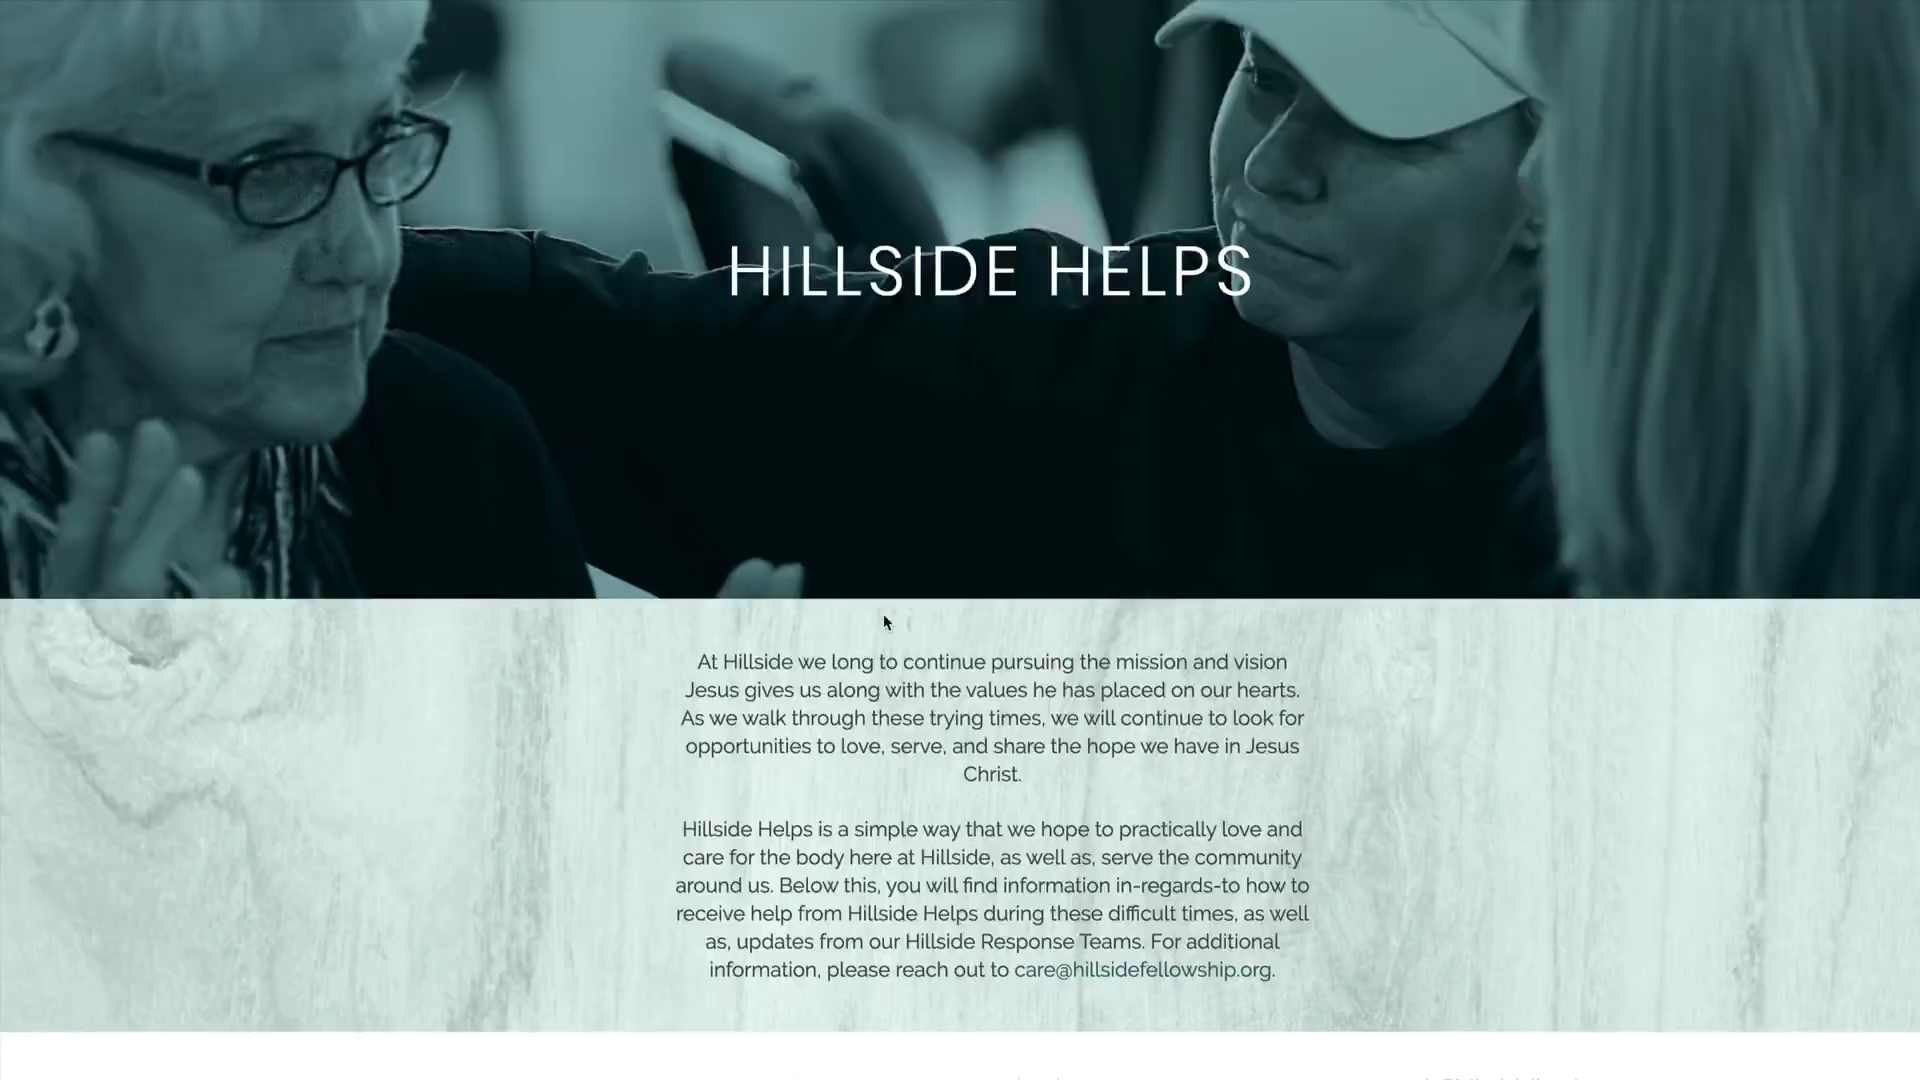 HILLSIDE HELPS
At Hillside we long to continue pursuing the mission and vision
Jesus gives us along with the values he has placed on our hearts.
As we walk through these trying times, we will continue to look for
opportunities to love, serve, and share the hope we have in Jesus
Christ.
Hillside Helps is a simple way that we hope to practically love and
care for the body here at Hillside, as well as, serve the community
around us. Below this, you will find information in-regards-to how to
receive help from Hillside Helps during these difficult times, as well
as, updates from our Hillside Response Teams. For additional
information, please reach out to care@hillsidefellowship.org.